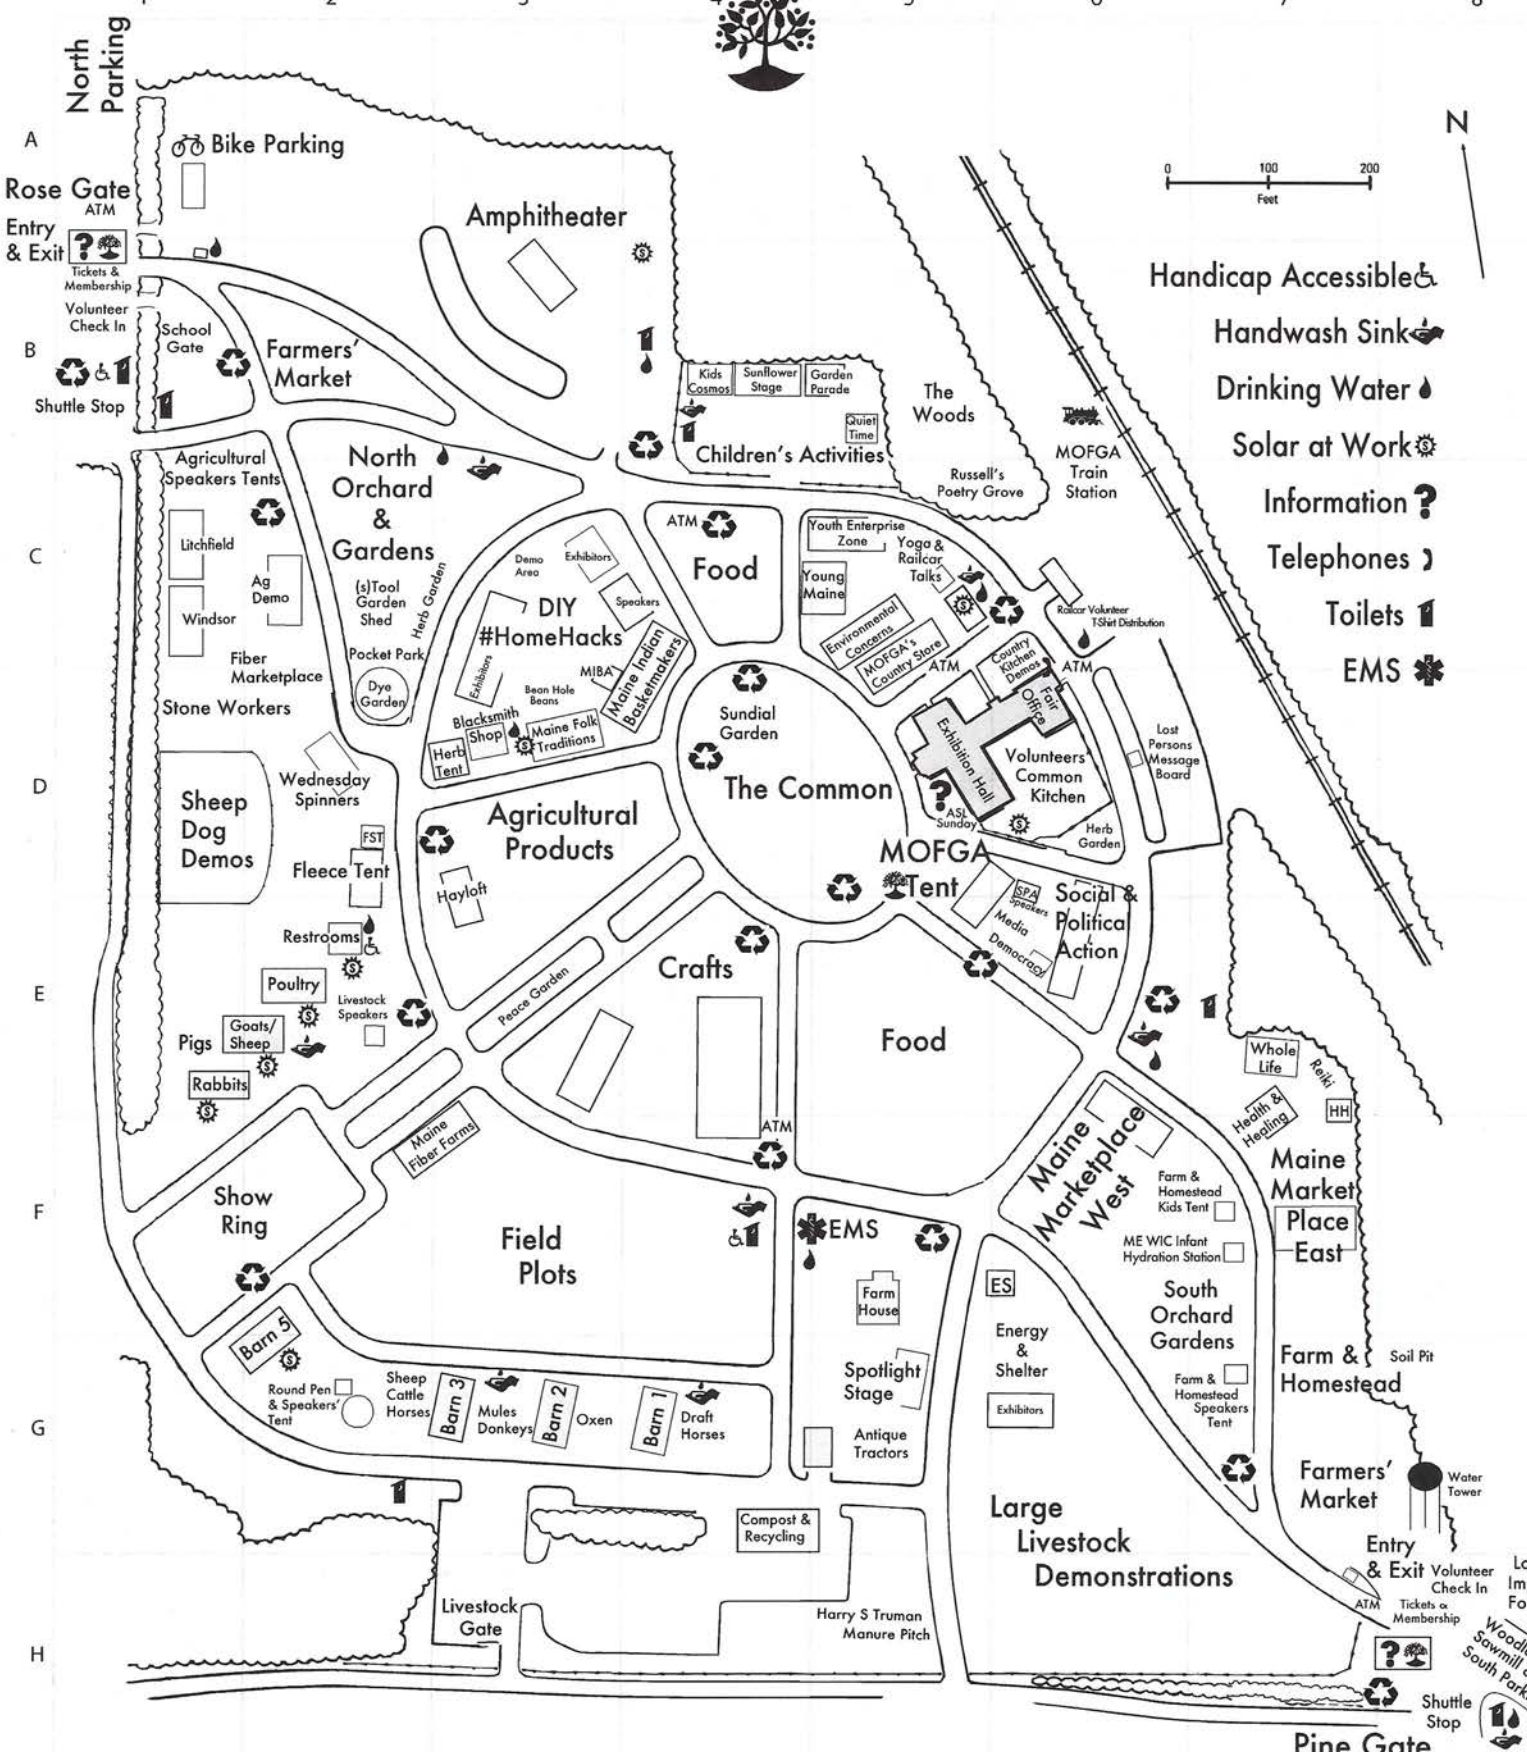 1 2 3 4 5 6 7 8
North
Parking
A
Bike Parking
Rose Gate
ATM
Entry
& Exit
?
Tickets &
Membership
Volunteer
Check In
School
Gate
B
Farmers'
Market
Shuttle Stop
Amphitheater
S
N
0 100 200
Feet
Handicap Accessible
Handwash Sink
Drinking Water
Solar at Work S
Information ?
Telephones
Toilets
EMS
Kids
Cosmos
Sunflower
Stage
Garden
Parade
Quiet
Time
Children's Activities
The
Woods
Russell's
Poetry Grove
MOFGA
Train
Station
Agricultural
Speakers Tents
North
Orchard
&
Gardens
C
Litchfield
Ag
Demo
Windsor
(s)Tool
Garden
Shed
Herb Garden
Pocket Park
Dye
Garden
Fiber
Marketplace
Stone Workers
Demo
Area
Exhibitors
Speakers
DIY
#HomeHacks
Exhibitors
MIBA
Maine Indian
Basketmakers
Bean Hole
Beans
Blacksmith
Shop
S
Maine Folk
Traditions
Herb
Tent
ATM
Food
Youth Enterprise
Zone
Yoga &
Railcar
Talks
Young
Maine
S
Environmental
Concerns
MOFGA's
Country Store
ATM
Railcar Volunteer
T-Shirt Distribution
Country
Kitchen
Demos
ATM
Fair
Office
Exhibition Hall
?
ASL
Sunday
Volunteers'
Common
Kitchen
S
Herb
Garden
Lost
Persons
Message
Board
Sundial
Garden
The Common
D
Sheep
Dog
Demos
Wednesday
Spinners
FST
Fleece Tent
Agricultural
Products
Hayloft
MOFGA
Tent
SPA
Speakers
Media
Democracy
Social &
Political
Action
Restrooms
S
E
Poultry
S
Livestock
Speakers
Pigs
Goats/
Sheep
S
Rabbits
S
Peace Garden
Crafts
Food
Whole
Life
Reiki
Health &
Healing
HH
Maine
Fiber Farms
ATM
Maine
Marketplace
West
Maine
Market
Place
East
F
Show
Ring
Field
Plots
EMS
Farm &
Homestead
Kids Tent
ME WIC Infant
Hydration Station
Farm
House
ES
Energy
&
Shelter
South
Orchard
Gardens
Barn 5
S
Round Pen
& Speakers'
Tent
Sheep
Cattle
Horses
Barn 3
Mules
Donkeys
Barn 2
Oxen
Barn 1
Draft
Horses
Spotlight
Stage
Exhibitors
Farm &
Homestead
Speakers
Tent
Farm &
Homestead
Soil Pit
G
Antique
Tractors
Farmers'
Market
Water
Tower
Compost &
Recycling
Large
Livestock
Demonstrations
Entry
& Exit
Volunteer
Check In
ATM
Tickets &
Membership
?
Livestock
Gate
Harry S Truman
Manure Pitch
H
Sawmill
Shuttle
Stop
Pine Gate